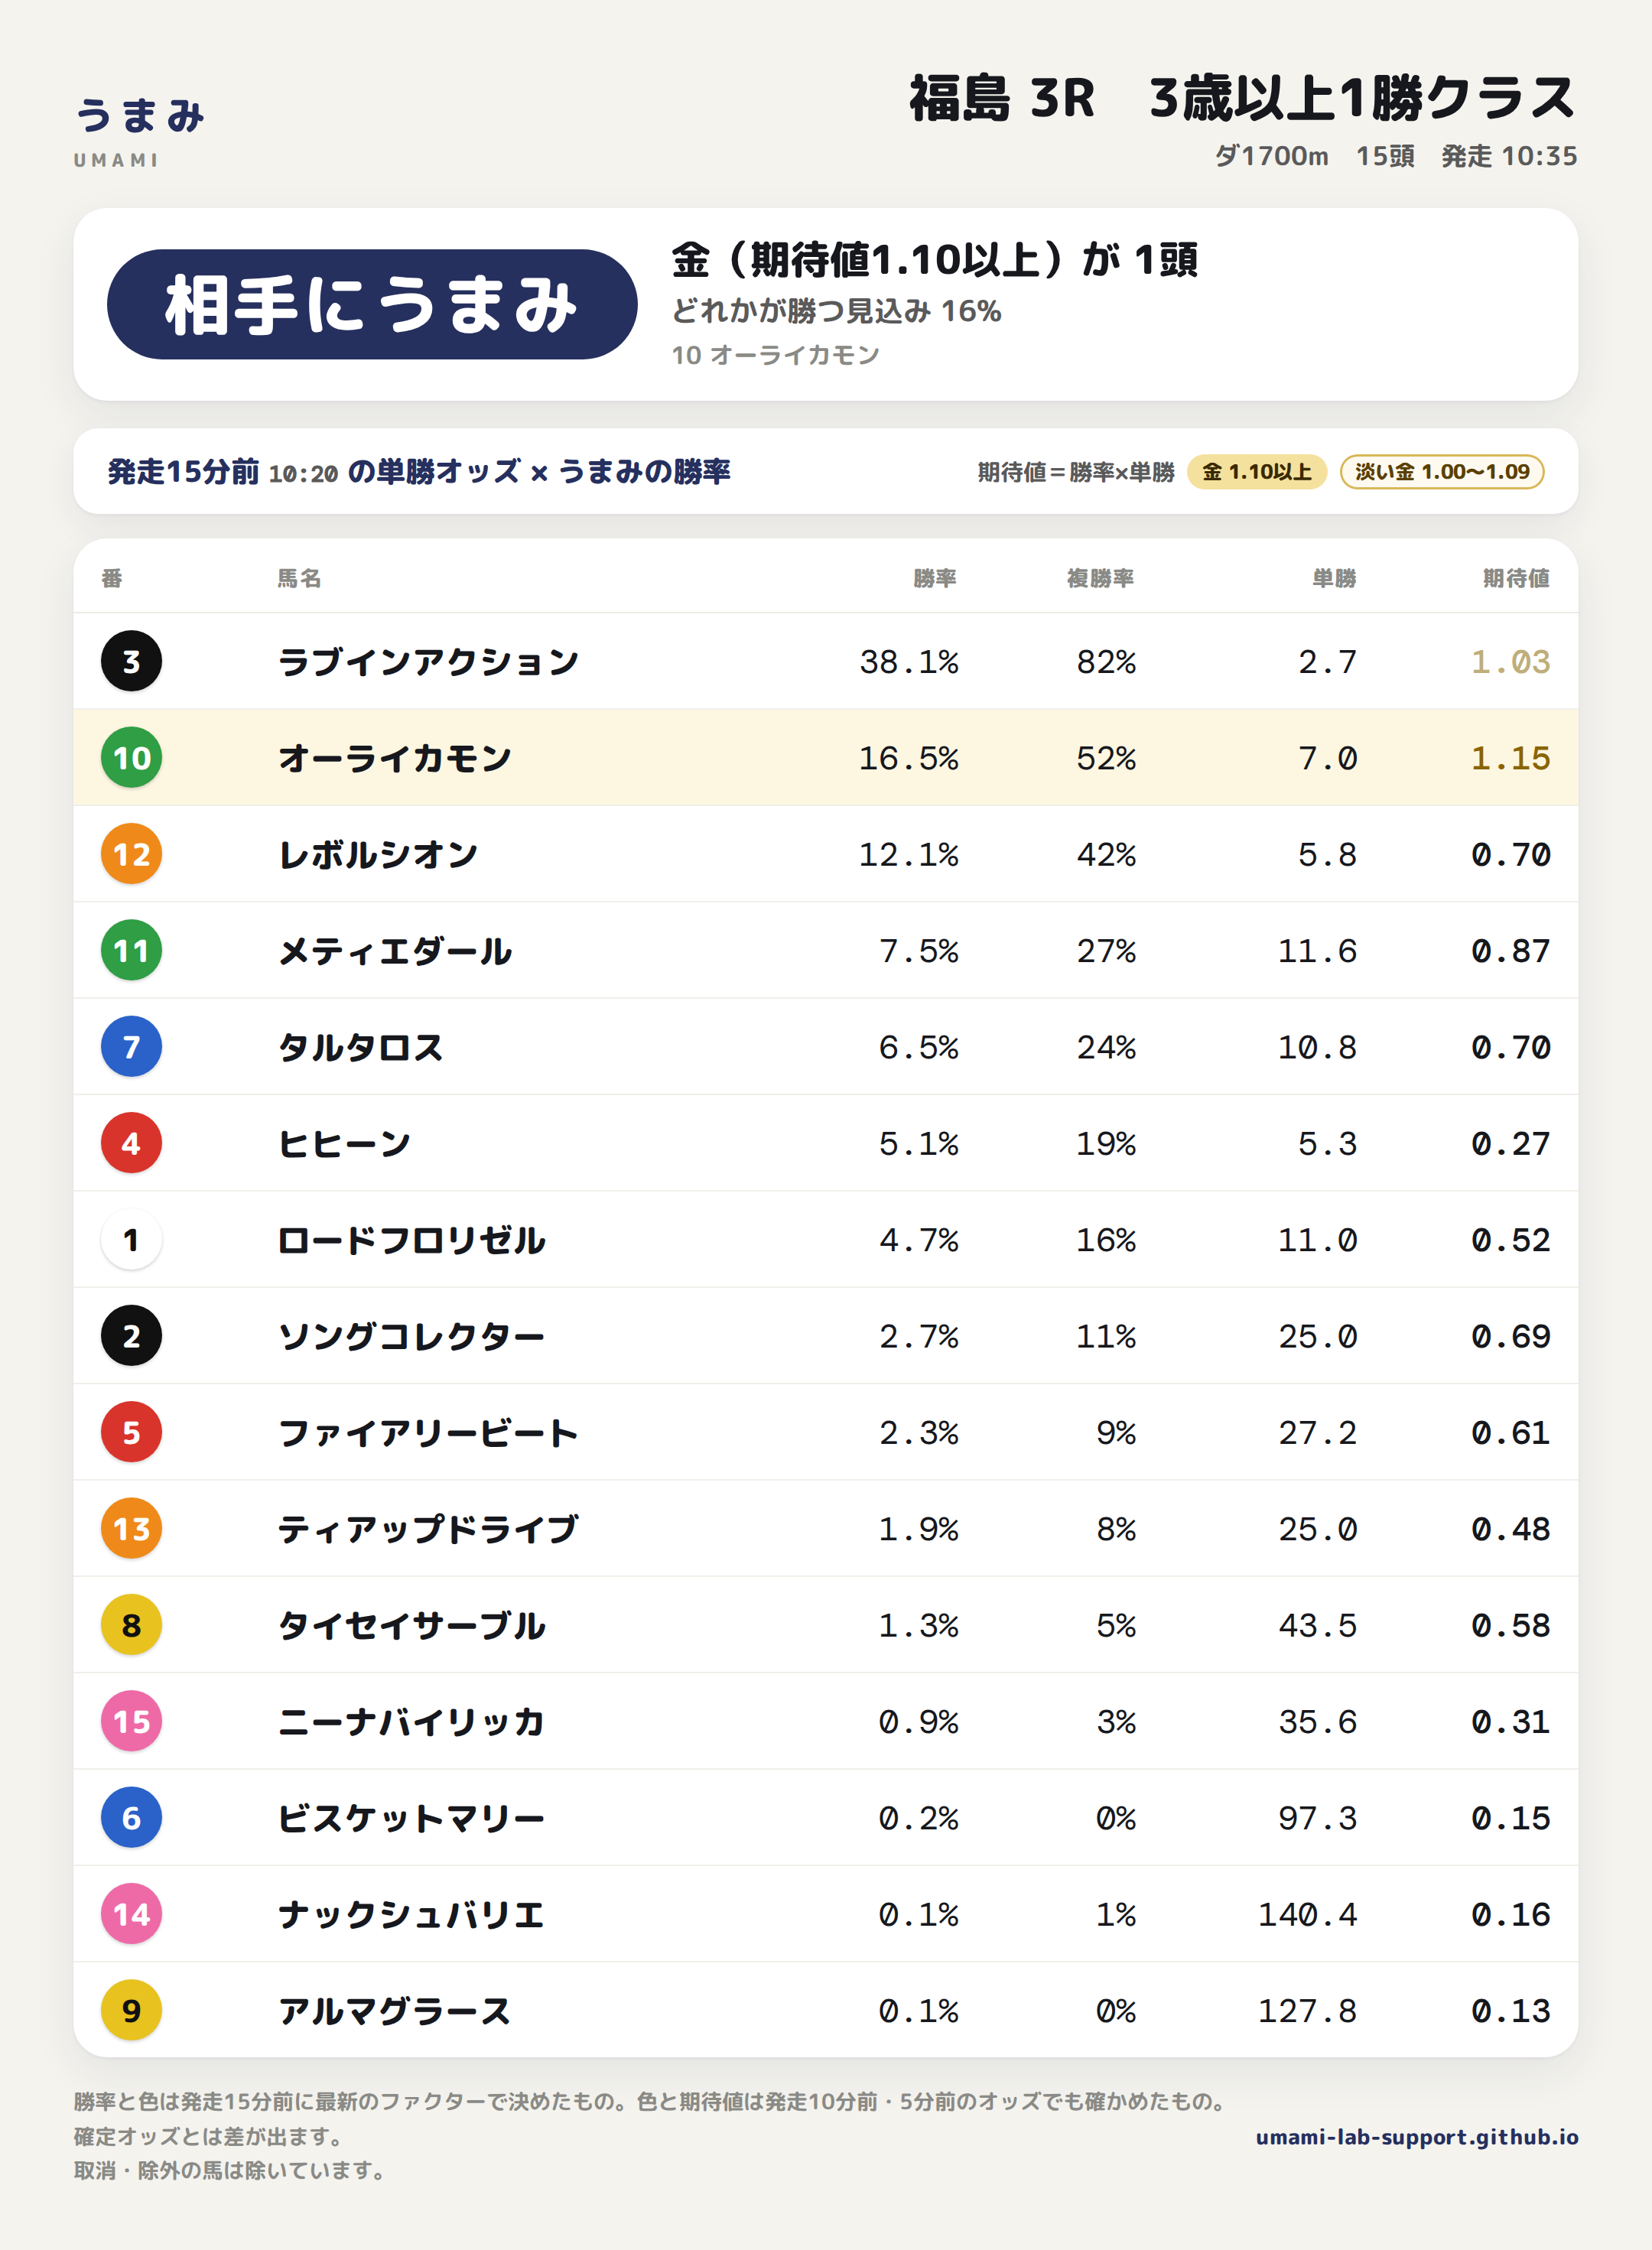 うまみ
UMAMI
福島 3R 3歳以上1勝クラス
ダ1700m 15頭 発走 10:35
相手にうまみ
金（期待値1.10以上）が 1頭
どれかが勝つ見込み 16%
10 オーライカモン
発走15分前 10:20 の単勝オッズ × うまみの勝率
期待値＝勝率×単勝 金 1.10以上 淡い金 1.00〜1.09
番 馬名 勝率 複勝率 単勝 期待値
3 ラブインアクション 38.1% 82% 2.7 1.03
10 オーライカモン 16.5% 52% 7.0 1.15
12 レボルシオン 12.1% 42% 5.8 0.70
11 メティエダール 7.5% 27% 11.6 0.87
7 タルタロス 6.5% 24% 10.8 0.70
4 ヒヒーン 5.1% 19% 5.3 0.27
1 ロードフロリゼル 4.7% 16% 11.0 0.52
2 ソングコレクター 2.7% 11% 25.0 0.69
5 ファイアリービート 2.3% 9% 27.2 0.61
13 ティアップドライブ 1.9% 8% 25.0 0.48
8 タイセイサーブル 1.3% 5% 43.5 0.58
15 ニーナバイリッカ 0.9% 3% 35.6 0.31
6 ビスケットマリー 0.2% 0% 97.3 0.15
14 ナックシュバリエ 0.1% 1% 140.4 0.16
9 アルマグラース 0.1% 0% 127.8 0.13
勝率と色は発走15分前に最新のファクターで決めたもの。色と期待値は発走10分前・5分前のオッズでも確かめたもの。
確定オッズとは差が出ます。
取消・除外の馬は除いています。
umami-lab-support.github.io